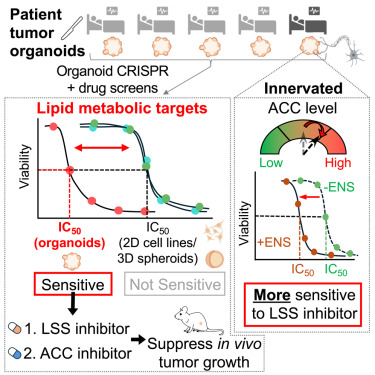 Patient
tumor
organoids
Organoid CRISPR
+ drug screens
Lipid metabolic targets
Viability
IC50
(organoids)
IC50
(2D cell lines/
3D spheroids)
Sensitive
Not Sensitive
1. LSS inhibitor
2. ACC inhibitor
Suppress in vivo
tumor growth
Innervated
ACC level
Low
High
Viability
-ENS
+ENS
IC50
IC50
More sensitive
to LSS inhibitor